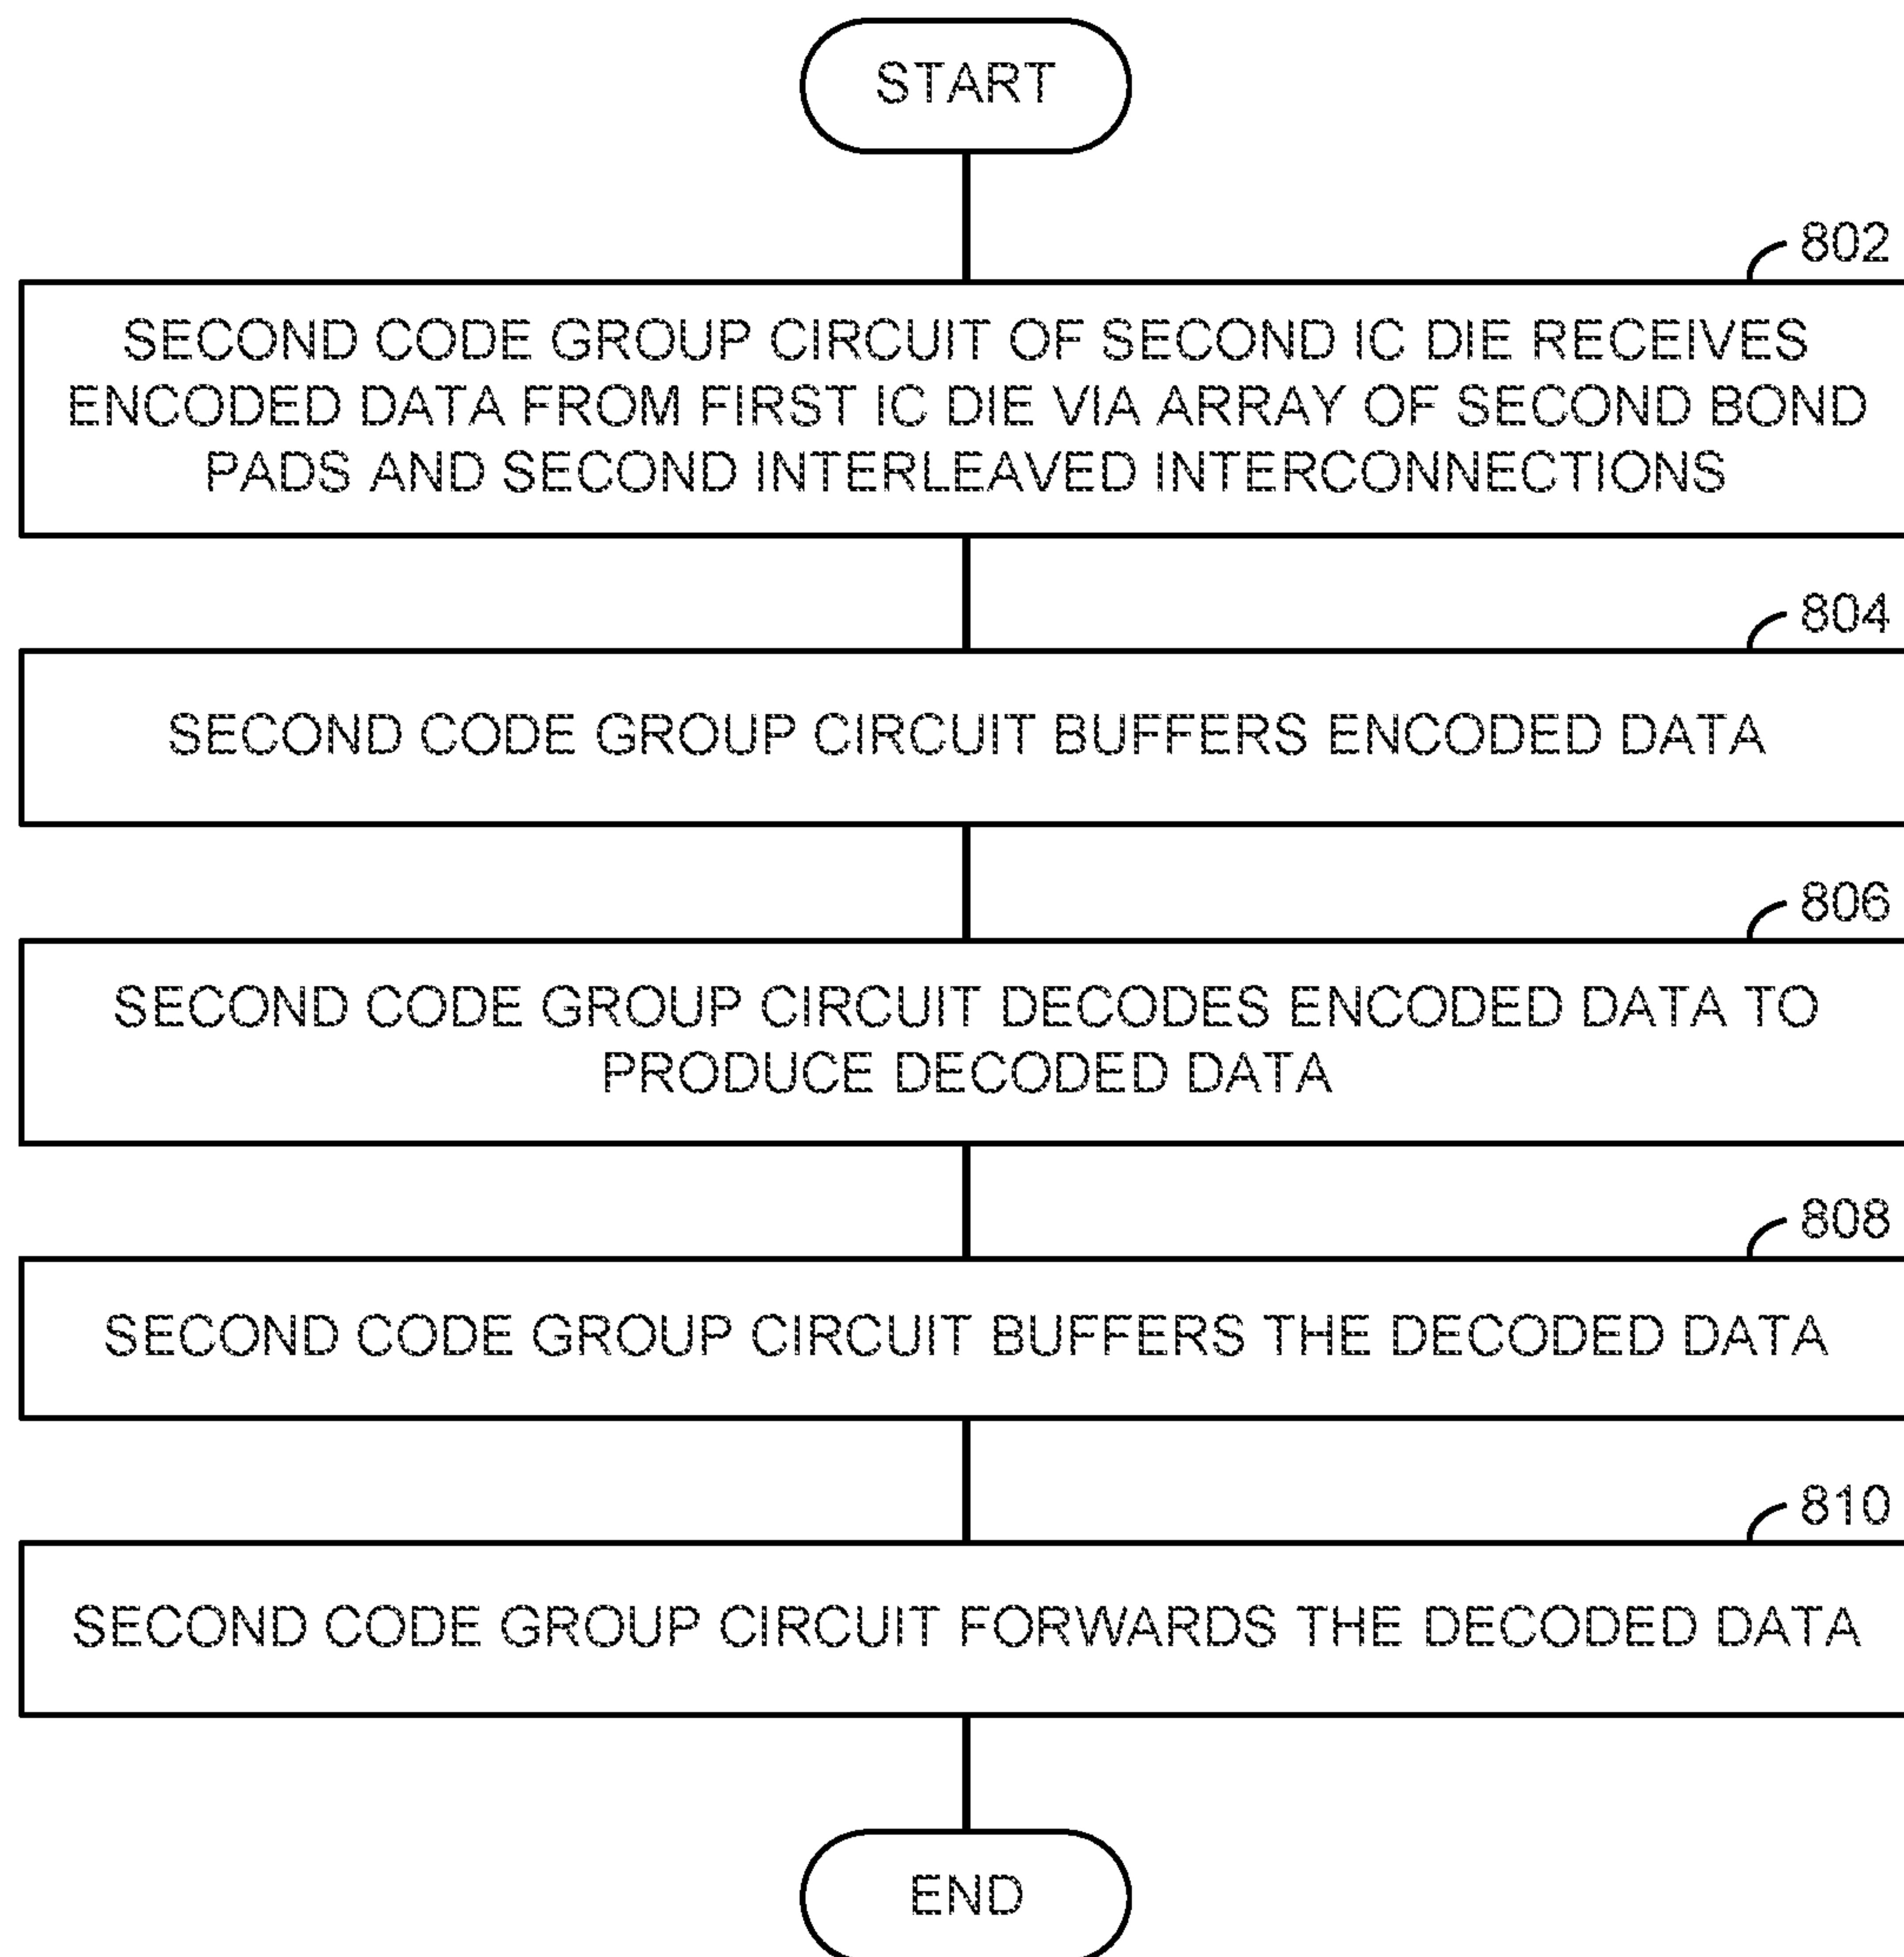 START
802
SECOND CODE GROUP CIRCUIT OF SECOND IC DIE RECEIVES
ENCODED DATA FROM FIRST IC DIE VIA ARRAY OF SECOND BOND
PADS AND SECOND INTERLEAVED INTERCONNECTIONS
804
SECOND CODE GROUP CIRCUIT BUFFERS ENCODED DATA
806
SECOND CODE GROUP CIRCUIT DECODES ENCODED DATA TO
PRODUCE DECODED DATA
808
SECOND CODE GROUP CIRCUIT BUFFERS THE DECODED DATA
810
SECOND CODE GROUP CIRCUIT FORWARDS THE DECODED DATA
END